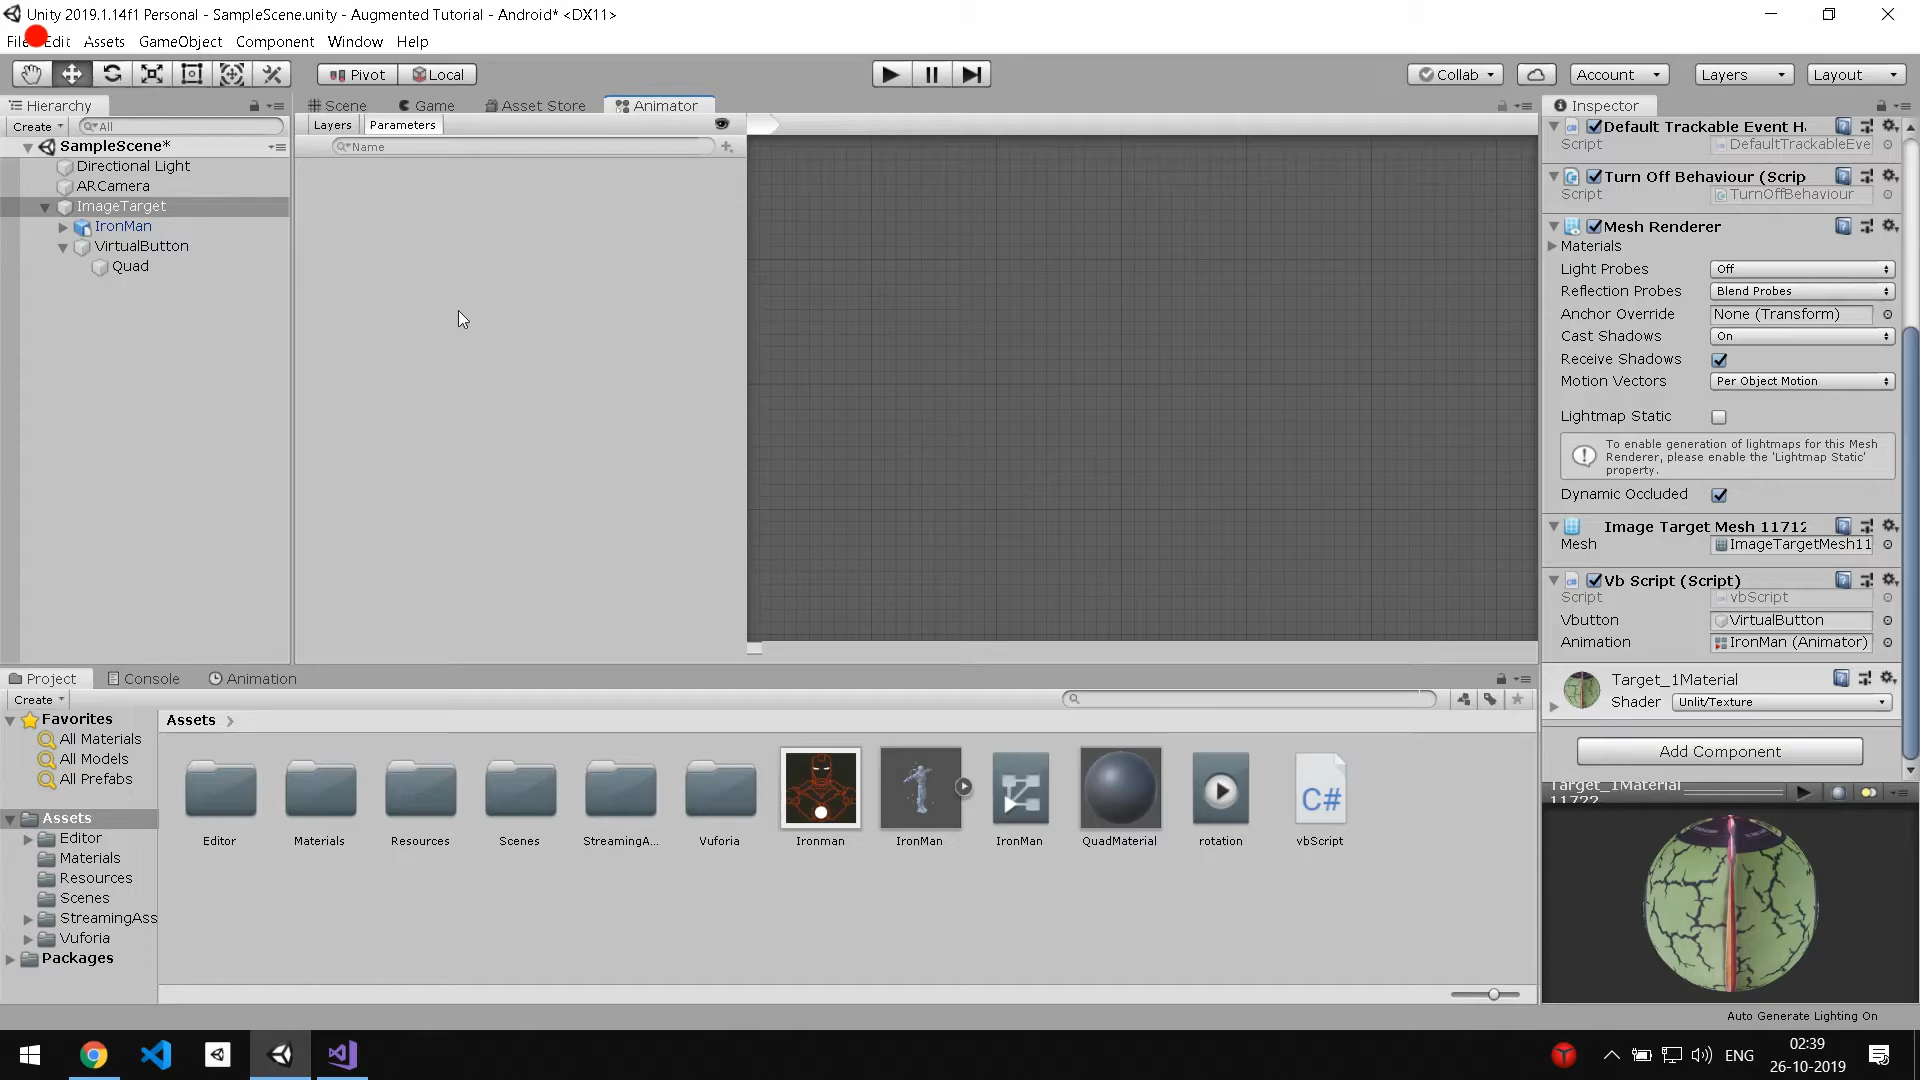 Unity 2019.1.14f1 Personal - SampleScene.unity - Augmented Tutorial - Android* <DX11>
File Edit Assets GameObject Component Window Help
Pivot Local Collab Account Layers Layout
Hierarchy
Create All
SampleScene*
Directional Light
ARCamera
ImageTarget
IronMan
VirtualButton
Quad
Scene Game Asset Store Animator
Layers Parameters
Name
Inspector
Default Trackable Event H
Script DefaultTrackableEve
Turn Off Behaviour (Scrip
Script TurnOffBehaviour
Mesh Renderer
Materials
Light Probes Off
Reflection Probes Blend Probes
Anchor Override None (Transform)
Cast Shadows On
Receive Shadows
Motion Vectors Per Object Motion
Lightmap Static
To enable generation of lightmaps for this Mesh
Renderer, please enable the 'Lightmap Static'
property.
Dynamic Occluded
Image Target Mesh 11712
Mesh ImageTargetMesh11
Vb Script (Script)
Script vbScript
Vbutton VirtualButton
Animation IronMan (Animator)
Target_1Material
Shader Unlit/Texture
Add Component
Target_1Material
11722
Project Console Animation
Create
Favorites
All Materials
All Models
All Prefabs
Assets
Editor
Materials
Resources
Scenes
StreamingAss
Vuforia
Packages
Assets
Editor Materials Resources Scenes StreamingA... Vuforia Ironman IronMan IronMan QuadMaterial rotation vbScript
C#
Auto Generate Lighting On
ENG
02:39
26-10-2019